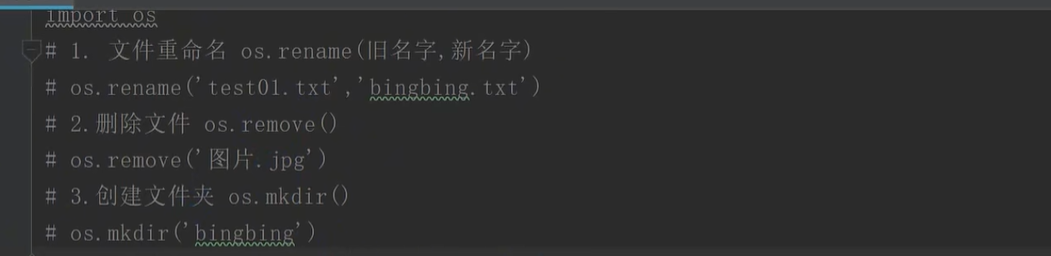 import os
# 1. 文件重命名 os.rename(旧名字,新名字)
# os.rename('test01.txt','bingbing.txt')
# 2.删除文件 os.remove()
# os.remove('图片.jpg')
# 3.创建文件夹 os.mkdir()
# os.mkdir('bingbing')